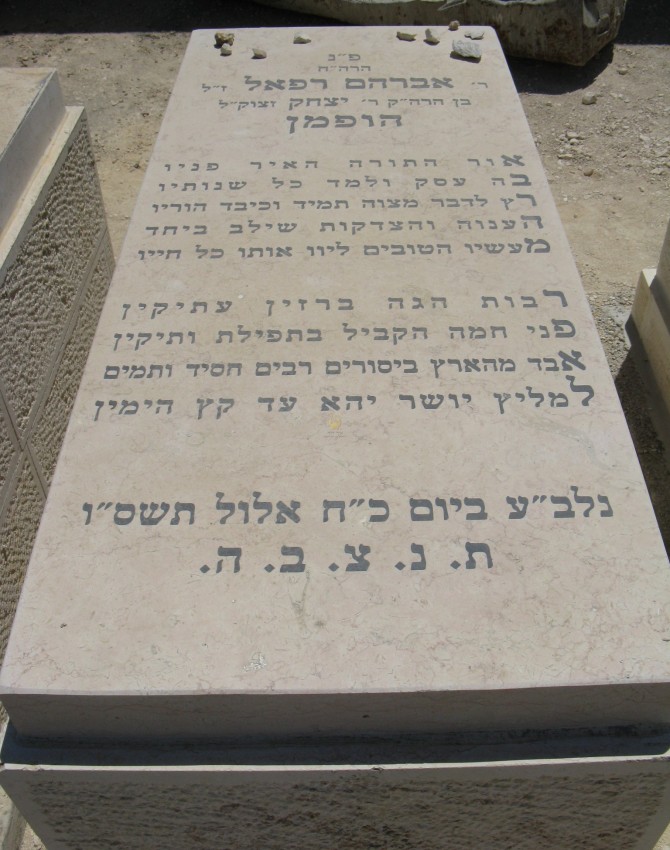 פ״נ
הרה״ח
ר׳ אברהם רפאל ז״ל
בן הרה״ק ר׳ יצחק זצוק״ל
הופמן
אור התורה האיר פניו
בה עסק ולמד כל שנותיו
רץ לדבר מצוה תמיד וכיבד הוריו
הענוה והצדקות שילב ביחד
מעשיו הטובים ליוו אותו כל חייו
רבות הגה ברזין עתיקין
פני חמה הקביל בתפילת ותיקין
אבד מהארץ ביסורים רבים חסיד ותמים
למליץ יושר יהא עד קץ הימין
נלב״ע ביום כ״ח אלול תשס״ו
ת. נ. צ. ב. ה.